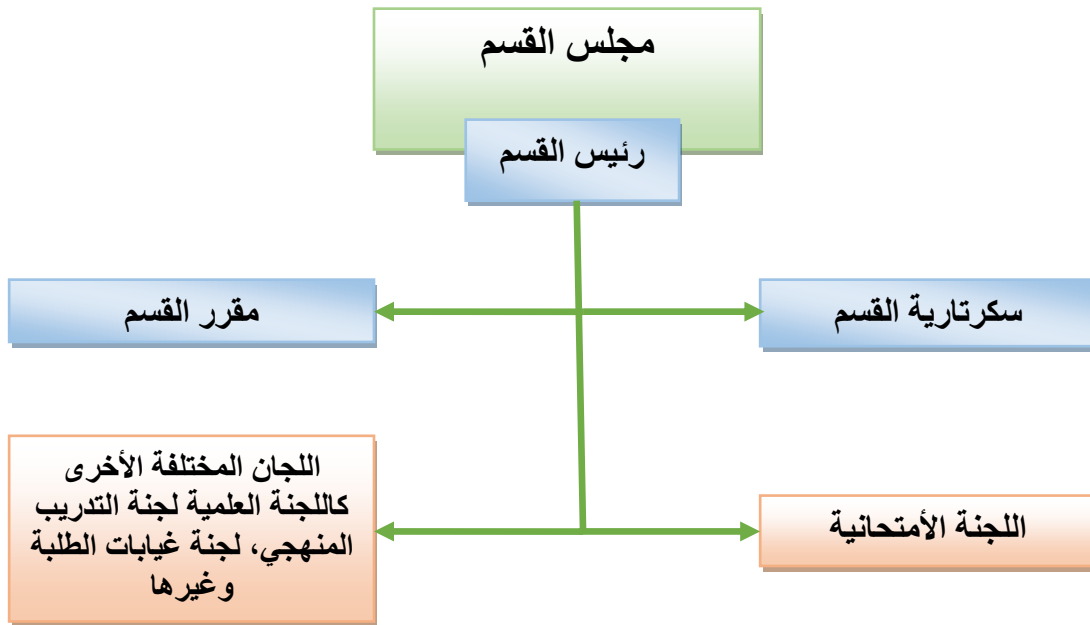 مجلس القسم
رئيس القسم
سكرتارية القسم
مقرر القسم
اللجنة الأمتحانية
اللجان المختلفة الأخرى
كاللجنة العلمية لجنة التدريب
المنهجي، لجنة غيابات الطلبة
وغيرها